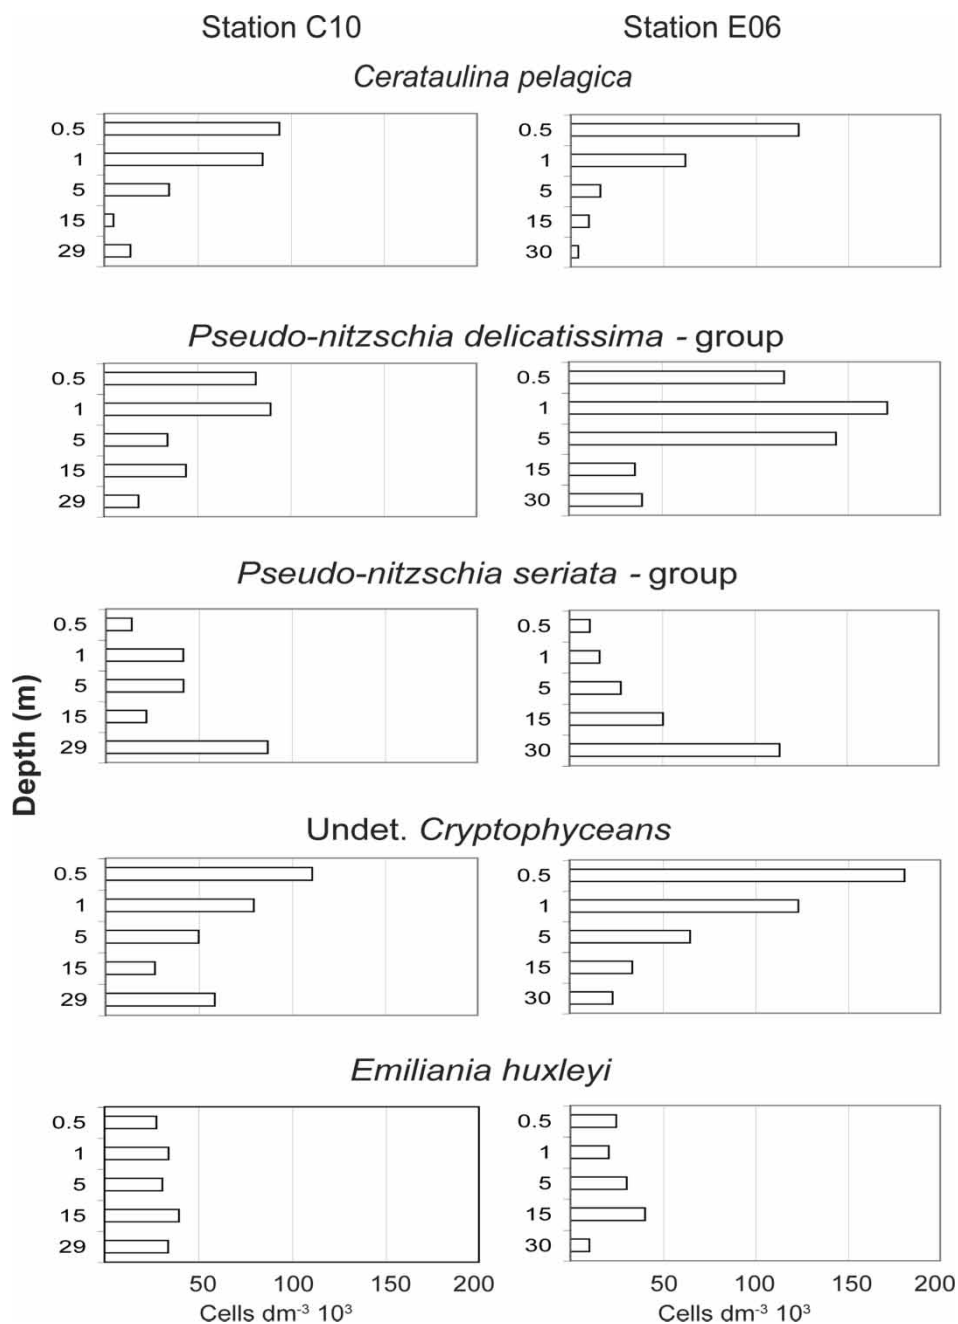 Station C10 Station E06
Cerataulina pelagica
0.5 0.5
1 1
5 5
15 15
29 30
Pseudo-nitzschia delicatissima - group
0.5 0.5
1 1
5 5
15 15
29 30
Pseudo-nitzschia seriata - group
0.5 0.5
1 1
5 5
15 15
29 30
Depth (m)
Undet. Cryptophyceans
0.5 0.5
1 1
5 5
15 15
29 30
Emiliania huxleyi
0.5 0.5
1 1
5 5
15 15
29 30
50 100 150 200 50 100 150 200
Cells dm⁻³ 10³ Cells dm⁻³ 10³